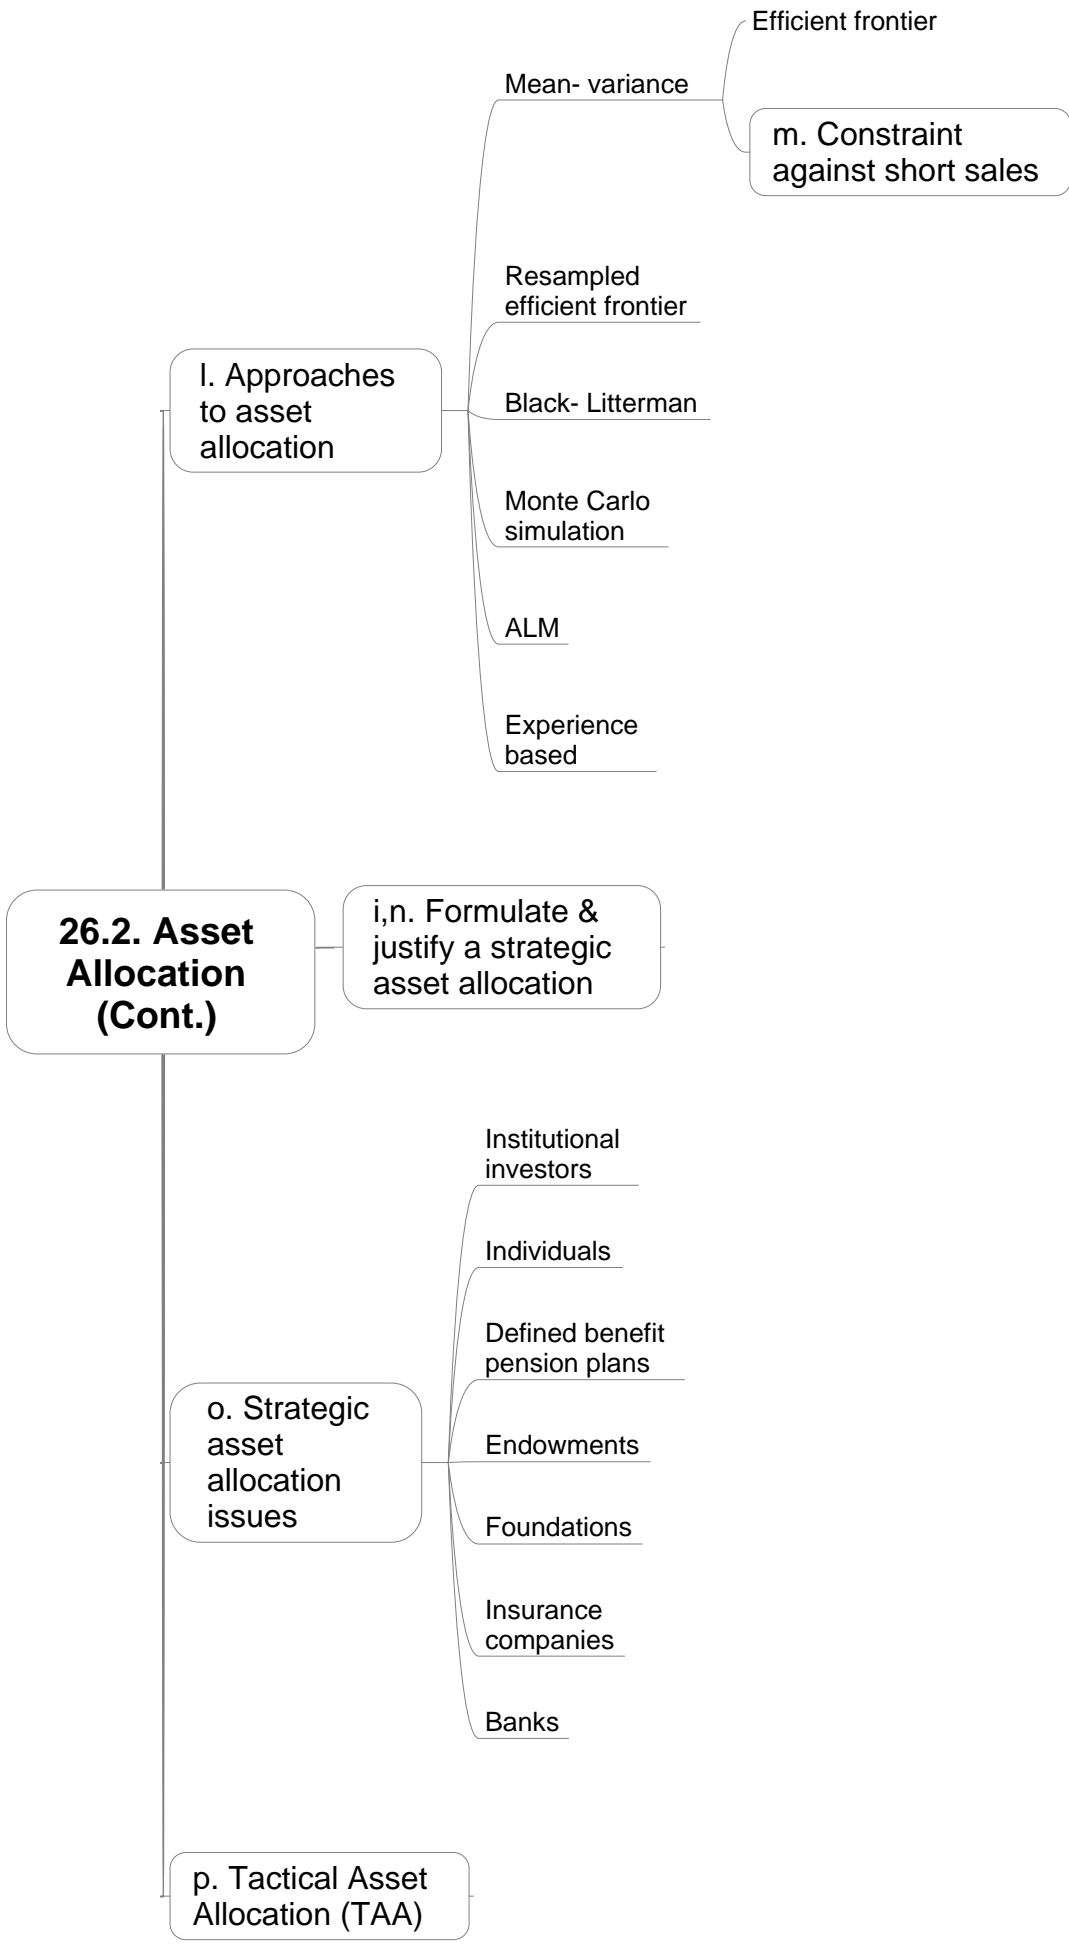 Efficient frontier
Mean- variance
m. Constraint
against short sales
Resampled
efficient frontier
l. Approaches
to asset
allocation
Black- Litterman
Monte Carlo
simulation
ALM
Experience
based
26.2. Asset
Allocation
(Cont.)
i,n. Formulate &
justify a strategic
asset allocation
Institutional
investors
Individuals
Defined benefit
pension plans
o. Strategic
asset
allocation
issues
Endowments
Foundations
Insurance
companies
Banks
p. Tactical Asset
Allocation (TAA)